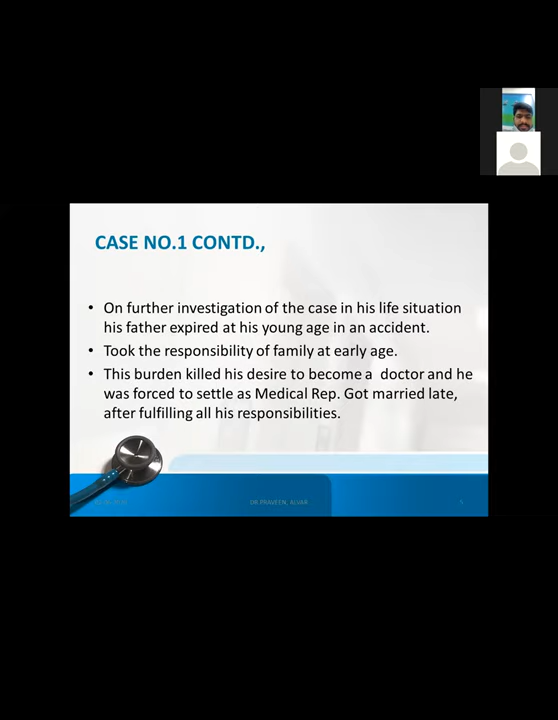 CASE NO.1 CONTD.,
• On further investigation of the case in his life situation
his father expired at his young age in an accident.
• Took the responsibility of family at early age.
• This burden killed his desire to become a  doctor and he
was forced to settle as Medical Rep. Got married late,
after fulfilling all his responsibilities.
DR.PRAVEEN, ALVAR
5